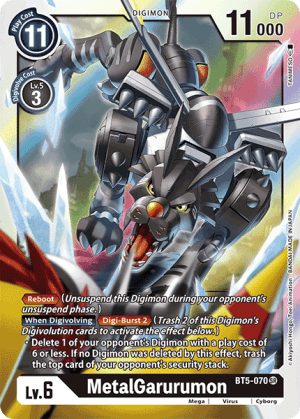 Play Cost
11
DIGIMON
DP
11000
Digivolve Cost
Lv.5
3
Reboot (Unsuspend this Digimon during your opponent's
unsuspend phase.)
When Digivolving Digi-Burst 2 (Trash 2 of this Digimon's
Digivolution cards to activate the effect below.)
· Delete 1 of your opponent's Digimon with a play cost of
6 or less. If no Digimon was deleted by this effect, trash
the top card of your opponent's security stack.
BT5-070 SR
Lv.6
MetalGarurumon
Mega | Virus | Cyborg
©Akiyoshi Hongo, Toei Animation
BANDAI MADE IN JAPAN